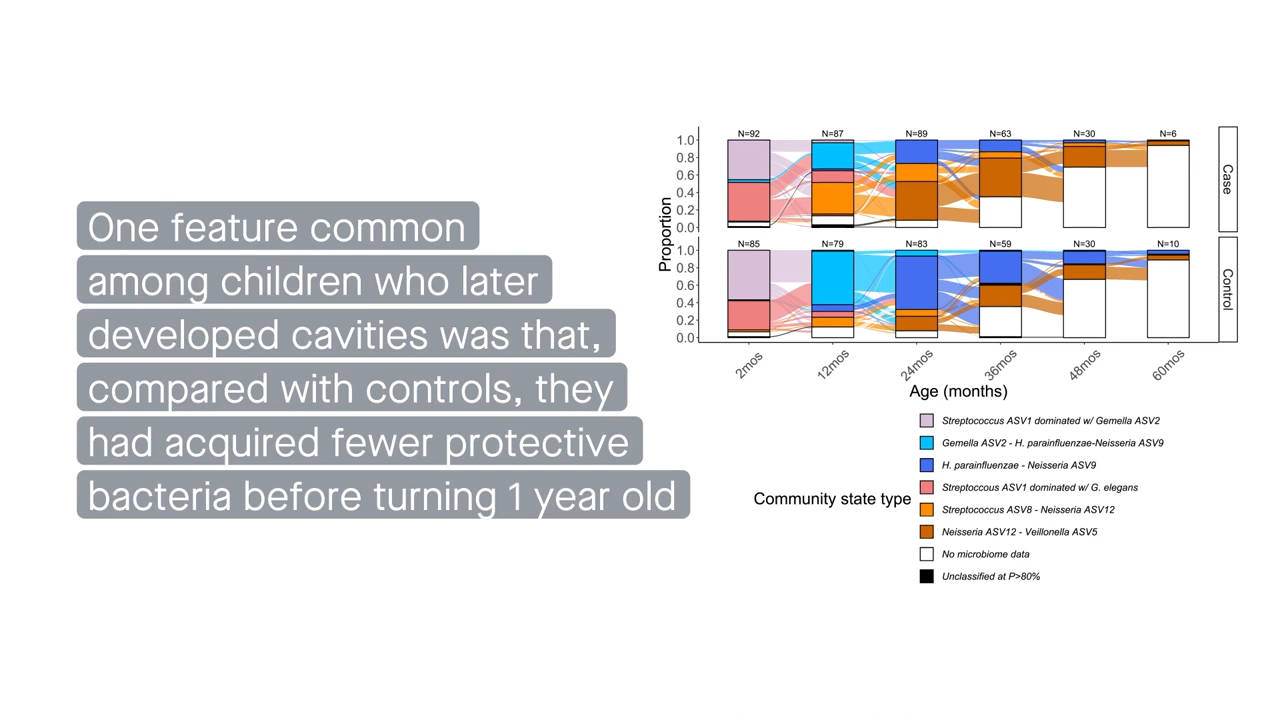 One feature common
among children who later
developed cavities was that,
compared with controls, they
had acquired fewer protective
bacteria before turning 1 year old
N=92 N=87 N=89 N=63 N=30 N=6
1.0
0.8
0.6
0.4
0.2
0.0
Case
N=85 N=79 N=83 N=59 N=30 N=10
1.0
0.8
0.6
0.4
0.2
0.0
Control
Proportion
2mos 12mos 24mos 36mos 48mos 60mos
Age (months)
Community state type
Streptococcus ASV1 dominated w/ Gemella ASV2
Gemella ASV2 - H. parainfluenzae-Neisseria ASV9
H. parainfluenzae - Neisseria ASV9
Streptoccous ASV1 dominated w/ G. elegans
Streptococcus ASV8 - Neisseria ASV12
Neisseria ASV12 - Veillonella ASV5
No microbiome data
Unclassified at P>80%